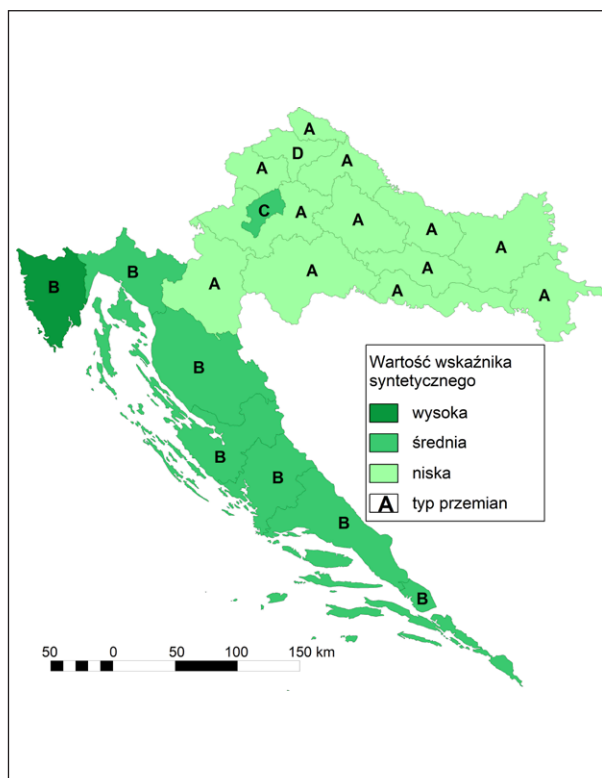 A
D
A
A
C
A
A
A
A
A
A
A
A
A
B
B
B
B
B
B
B
Wartość wskaźnika
syntetycznego
wysoka
średnia
niska
A typ przemian
50 0 50 100 150 km